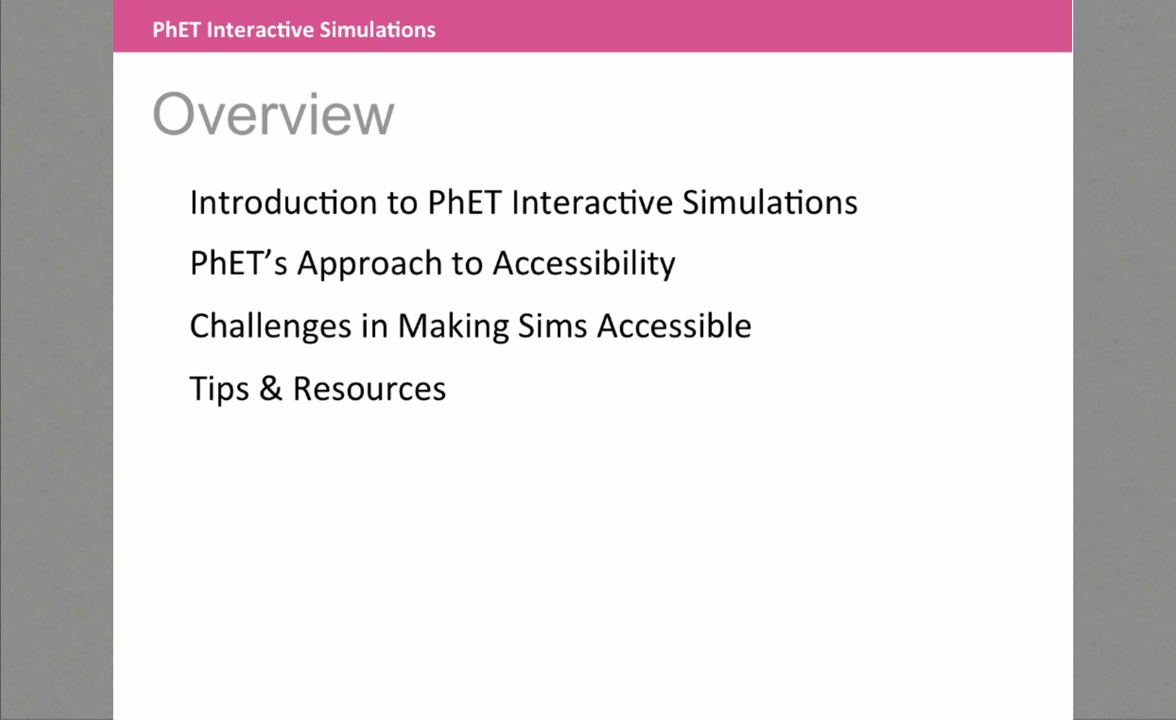 PhET Interactive Simulations
Overview
Introduction to PhET Interactive Simulations
PhET’s Approach to Accessibility
Challenges in Making Sims Accessible
Tips & Resources